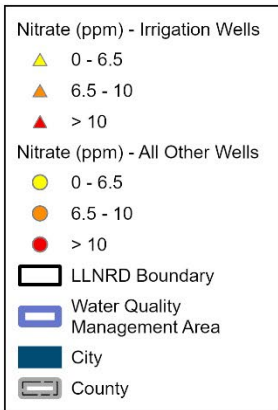 Nitrate (ppm) - Irrigation Wells
0 - 6.5
6.5 - 10
> 10
Nitrate (ppm) - All Other Wells
0 - 6.5
6.5 - 10
> 10
LLNRD Boundary
Water Quality
Management Area
City
County